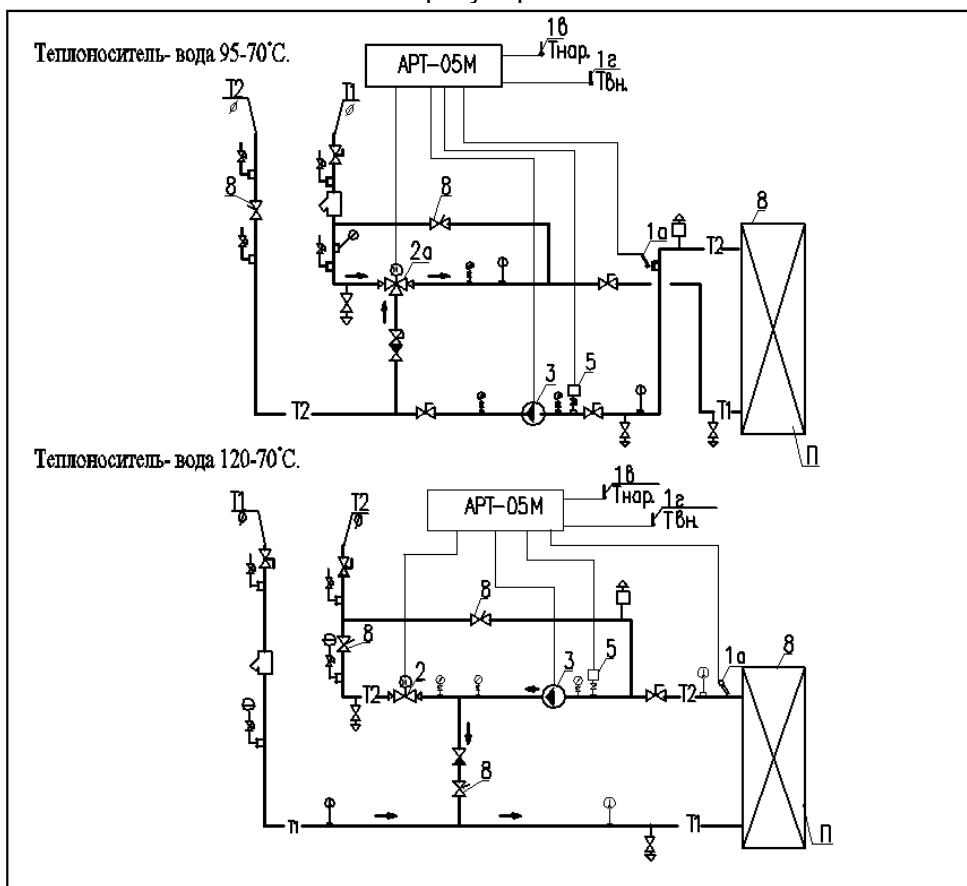 Теплоноситель- вода 95-70°С.
АРТ-05М
1в
Тнар.
1г
Твн.
Т2
Т1
8
8
2а
1а
Т2
8
5
3
Т2
Т1
П
Теплоноситель- вода 120-70°С.
АРТ-05М
1в
Тнар.
1г
Твн.
Т1
Т2
8
8
2
3
5
1а
8
Т2
Т2
8
Т1
Т1
П